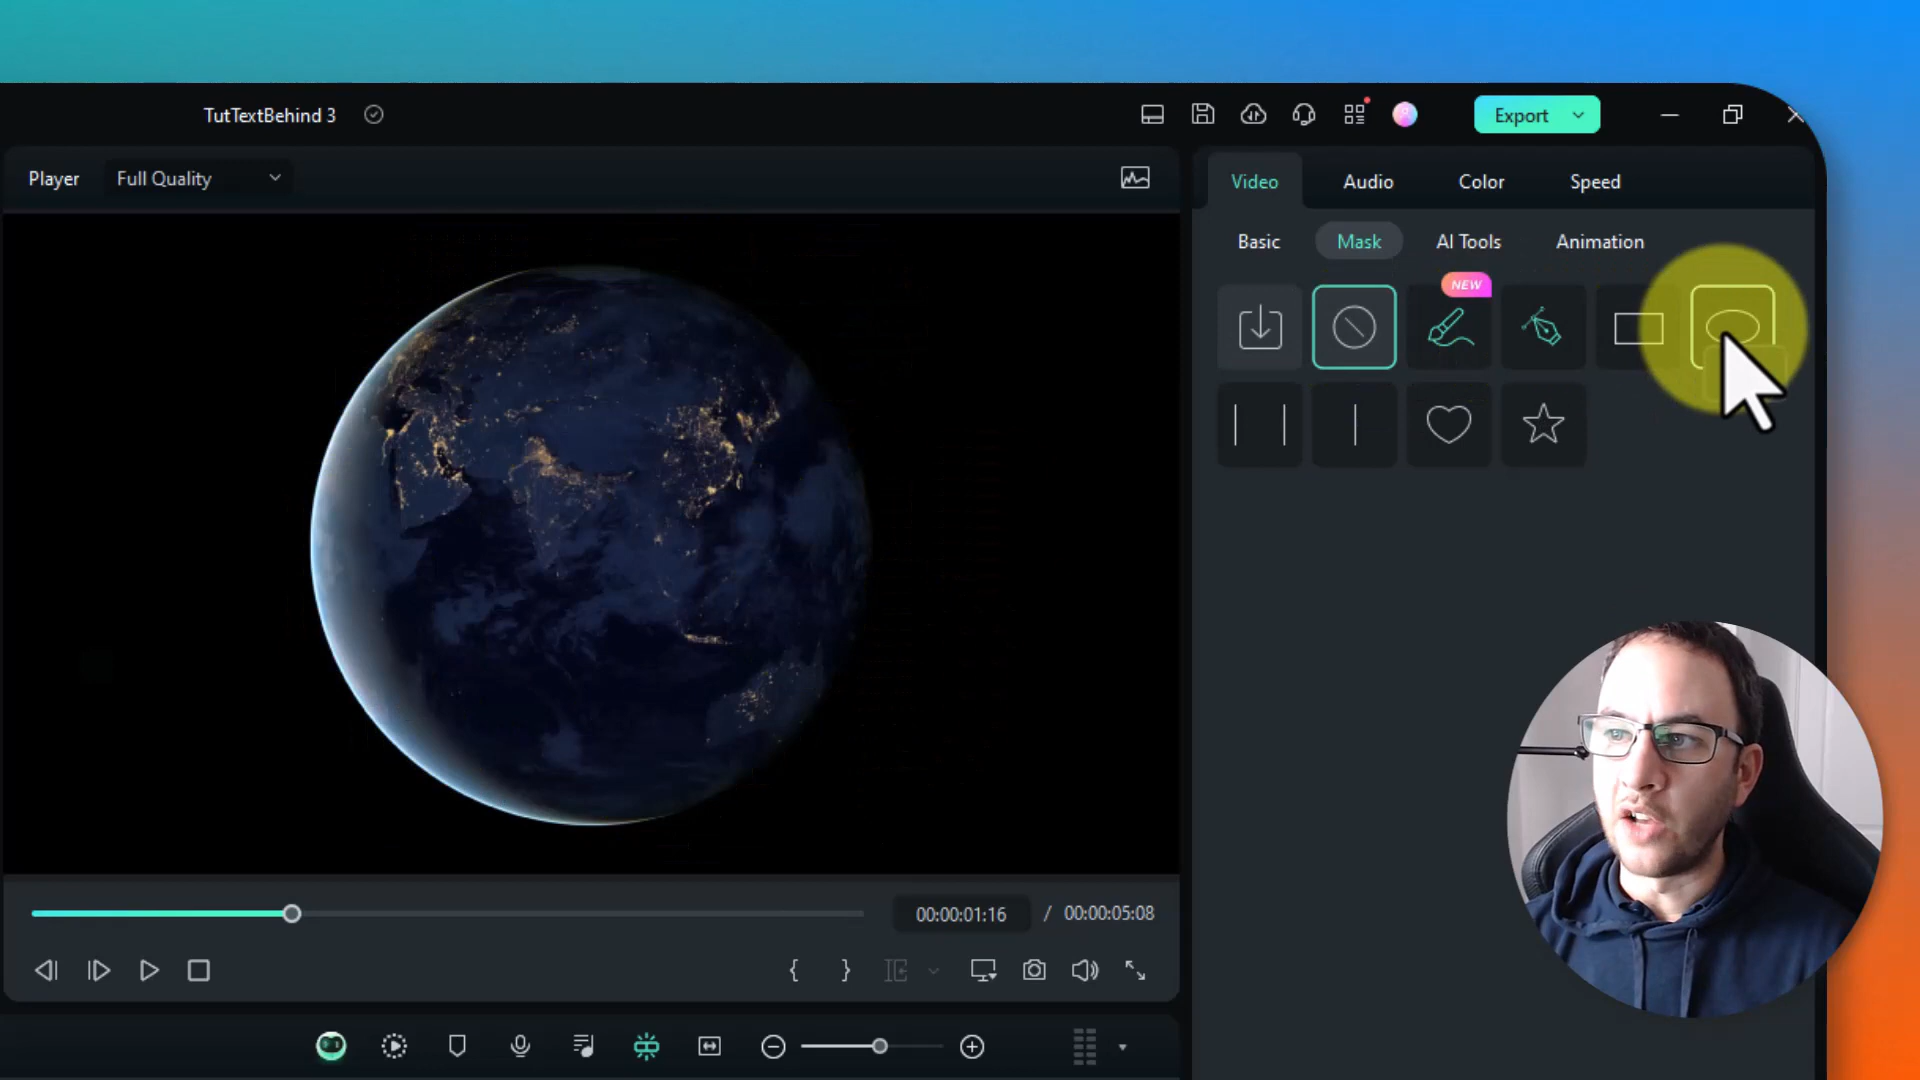 TutTextBehind 3
Export
Player
Full Quality
Video
Audio
Color
Speed
Basic
Mask
AI Tools
Animation
NEW
00:00:01:16 / 00:00:05:08